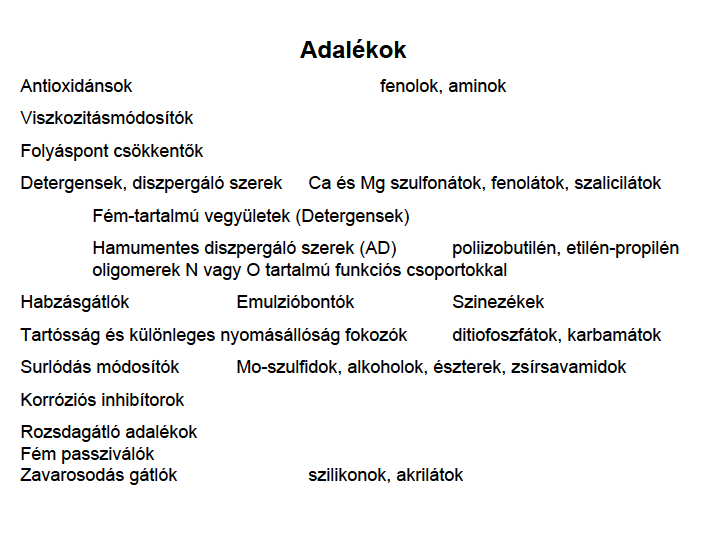 Adalékok
Antioxidánsok fenolok, aminok
Viszkozitásmódosítók
Folyáspont csökkentők
Detergensek, diszpergáló szerek Ca és Mg szulfonátok, fenolátok, szalicilátok
Fém-tartalmú vegyületek (Detergensek)
Hamumentes diszpergáló szerek (AD) poliizobutilén, etilén-propilén
oligomerek N vagy O tartalmú funkciós csoportokkal
Habzásgátlók Emulzióbontók Szinezékek
Tartósság és különleges nyomásállóság fokozók ditiofoszfátok, karbamátok
Surlódás módosítók Mo-szulfidok, alkoholok, észterek, zsírsavamidok
Korróziós inhibítorok
Rozsdagátló adalékok
Fém passziválók
Zavarosodás gátlók szilikonok, akrilátok